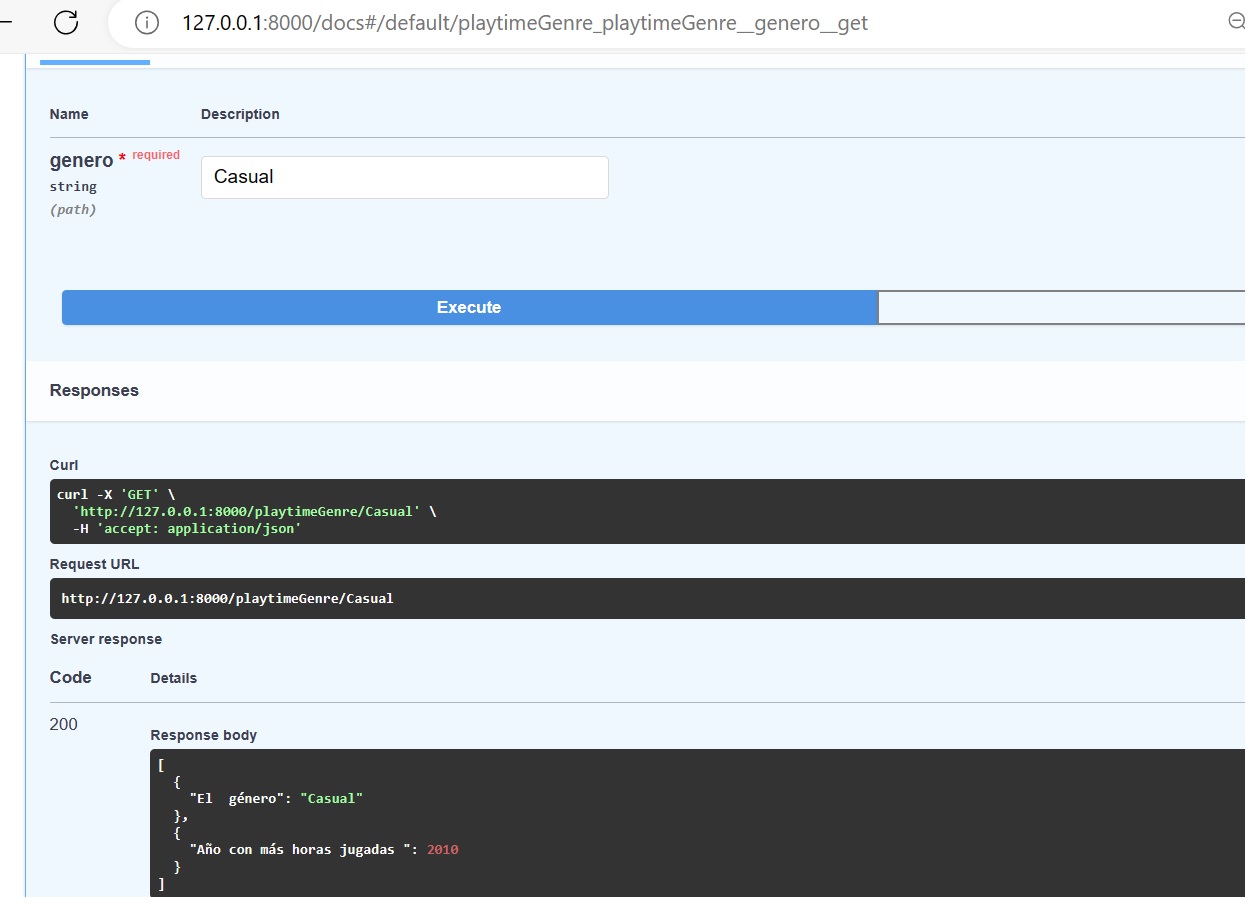 127.0.0.1:8000/docs#/default/playtimeGenre_playtimeGenre__genero__get
Name Description
genero * required
Casual
string
(path)
Execute
Responses
Curl
curl -X 'GET' \
  'http://127.0.0.1:8000/playtimeGenre/Casual' \
  -H 'accept: application/json'
Request URL
http://127.0.0.1:8000/playtimeGenre/Casual
Server response
Code Details
200
Response body
[
  {
    "El  género": "Casual"
  },
  {
    "Año con más horas jugadas ": 2010
  }
]